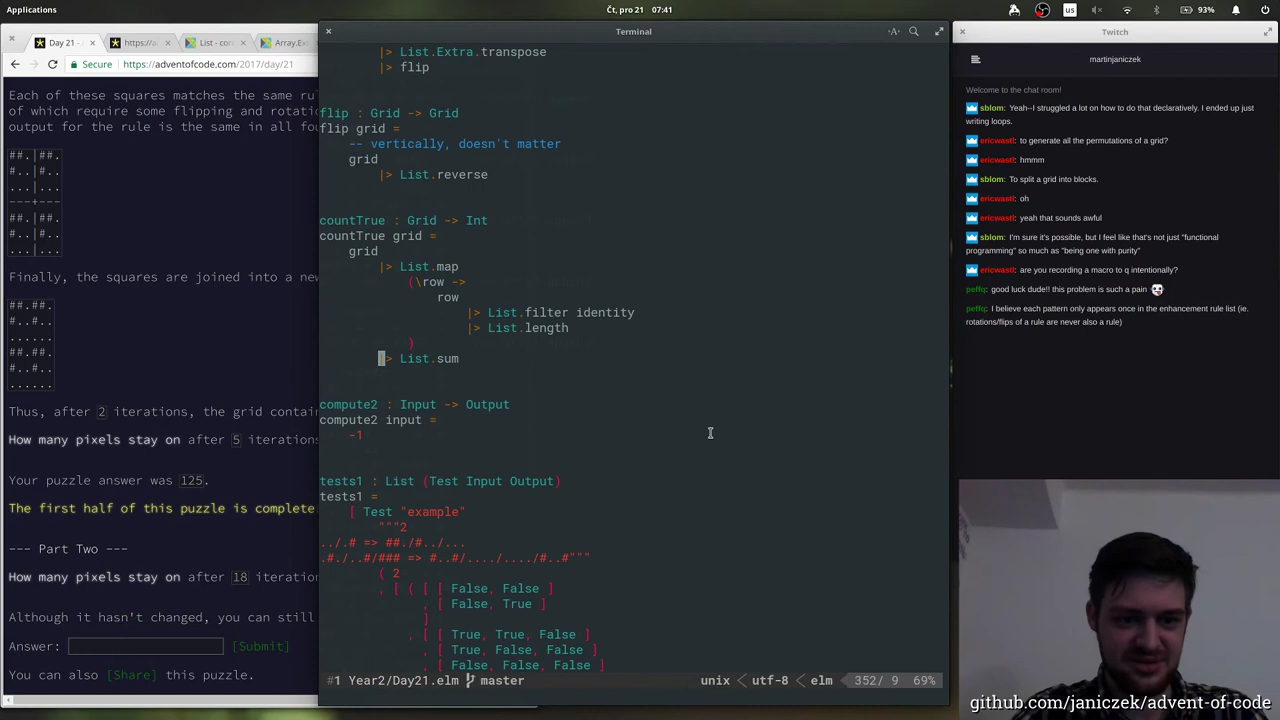 Applications
Čt, pro 21 07:41
us
93%
Day 21 -
https://a
List - co
Array.Ex
Secure
https://adventofcode.com/2017/day/21
Each of these squares matches the same ru
of which require some flipping and rotatio
output for the rule is the same in all fou
##.|##.
#..|#..
...|...
---+---
##.|##.
#..|#..
...|...
Finally, the squares are joined into a new
##.##.
#..#..
......
##.##.
#..#..
......
Thus, after 2 iterations, the grid contain
How many pixels stay on after 5 iterations
Your puzzle answer was 125.
The first half of this puzzle is complete
--- Part Two ---
How many pixels stay on after 18 iteration
Although it hasn't changed, you can still
Answer:
[Submit]
You can also [Share] this puzzle.
Terminal
|> List.Extra.transpose
|> flip
flip : Grid -> Grid
flip grid =
-- vertically, doesn't matter
grid
|> List.reverse
countTrue : Grid -> Int
countTrue grid =
grid
|> List.map
(\row ->
row
|> List.filter identity
|> List.length
)
|> List.sum
compute2 : Input -> Output
compute2 input =
-1
tests1 : List (Test Input Output)
tests1 =
[ Test "example"
"""2
../.# => ##./#../...
.#./..#/### => #..#/..../..../#..#"""
( 2
, [ ( [ [ False, False ]
, [ False, True ]
]
, [ [ True, True, False ]
, [ True, False, False ]
, [ False, False, False ]
#1 Year2/Day21.elm master
unix < utf-8 < elm 352/ 9 69%
Twitch
martinjaniczek
Welcome to the chat room!
sblom: Yeah--I struggled a lot on how to do that declaratively. I ended up just
writing loops.
ericwastl: to generate all the permutations of a grid?
ericwastl: hmmm
sblom: To split a grid into blocks.
ericwastl: oh
ericwastl: yeah that sounds awful
sblom: I'm sure it's possible, but I feel like that's not just "functional
programming" so much as "being one with purity"
ericwastl: are you recording a macro to q intentionally?
peffq: good luck dude!! this problem is such a pain
peffq: I believe each pattern only appears once in the enhancement rule list (ie.
rotations/flips of a rule are never also a rule)
github.com/janiczek/advent-of-code